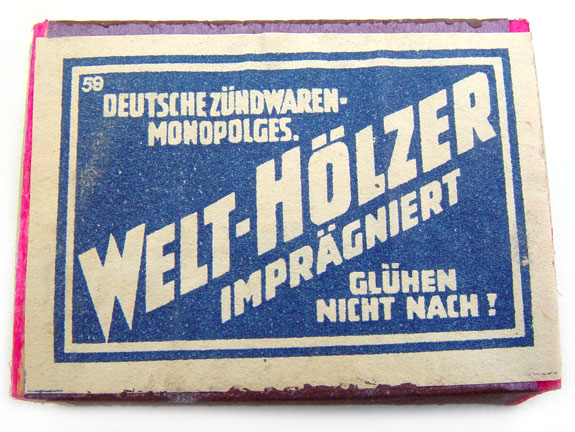 59
DEUTSCHE ZÜNDWAREN-
MONOPOLGES.
WELT-HÖLZER
IMPRÄGNIERT
GLÜHEN
NICHT NACH!